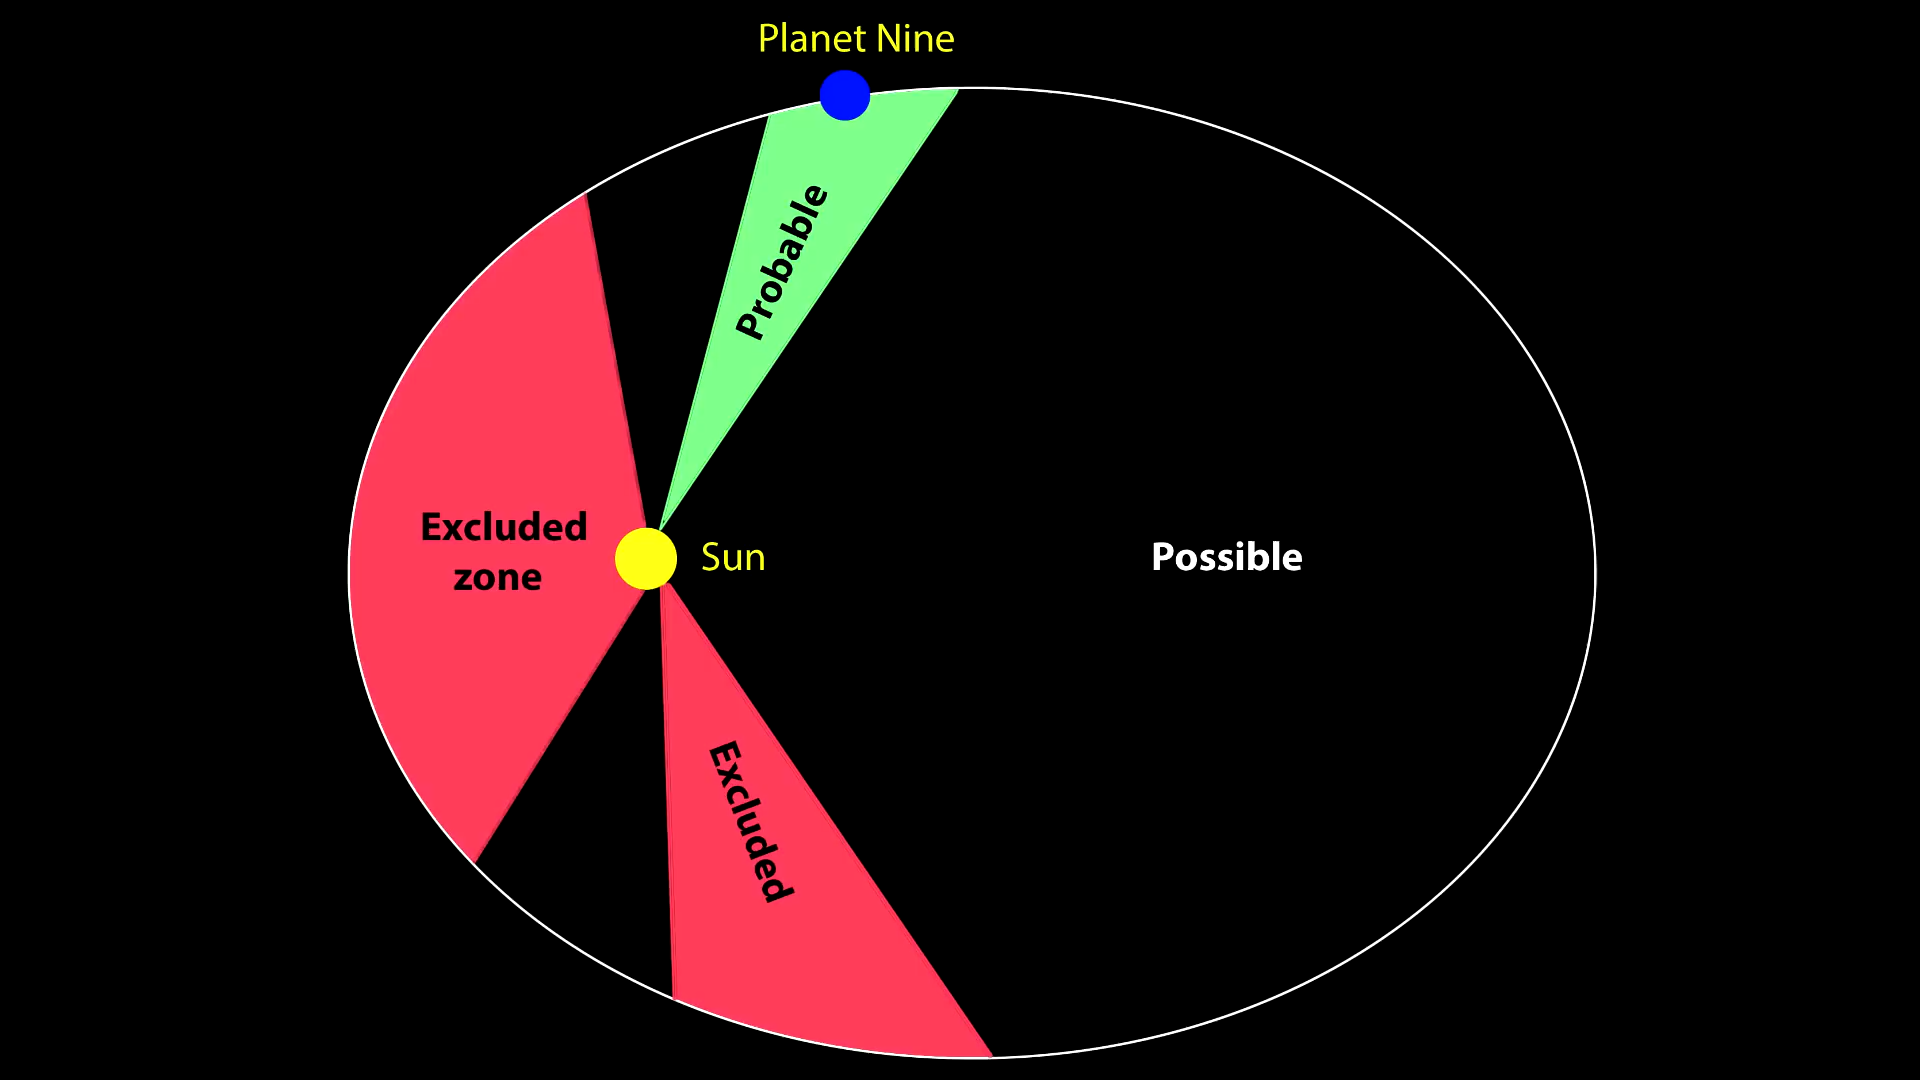 Planet Nine
Probable
Excluded
zone
Sun
Possible
Excluded